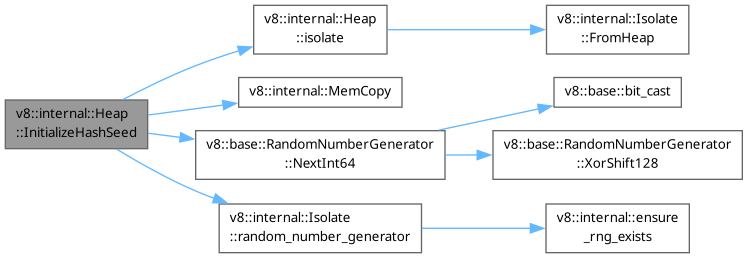 v8::internal::Heap
::InitializeHashSeed
v8::internal::Heap
::isolate
v8::internal::Isolate
::FromHeap
v8::internal::MemCopy
v8::base::RandomNumberGenerator
::NextInt64
v8::base::bit_cast
v8::base::RandomNumberGenerator
::XorShift128
v8::internal::Isolate
::random_number_generator
v8::internal::ensure
_rng_exists